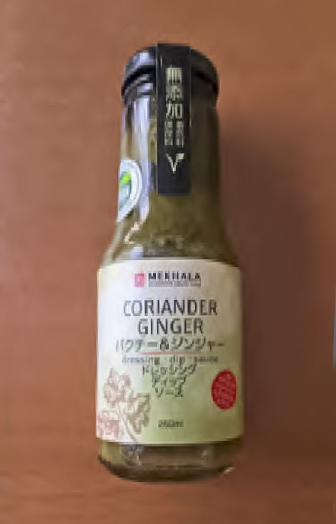 無添加
MEKHALA
CORIANDER
GINGER
パクチー&ジンジャー
dressing · dip · sauce
ドレッシング
ディップ
ソース
250ml